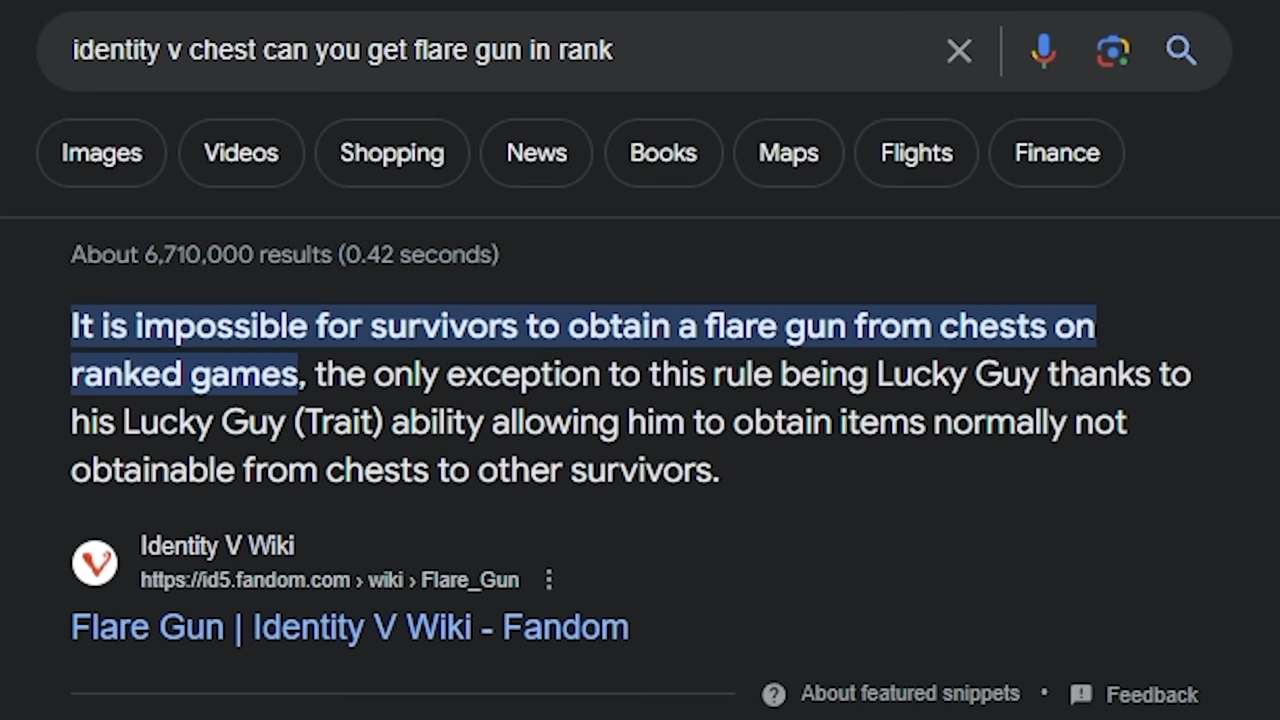 identity v chest can you get flare gun in rank
Images Videos Shopping News Books Maps Flights Finance
About 6,710,000 results (0.42 seconds)
It is impossible for survivors to obtain a flare gun from chests on
ranked games, the only exception to this rule being Lucky Guy thanks to
his Lucky Guy (Trait) ability allowing him to obtain items normally not
obtainable from chests to other survivors.
Identity V Wiki
https://id5.fandom.com › wiki › Flare_Gun
Flare Gun | Identity V Wiki - Fandom
About featured snippets • Feedback